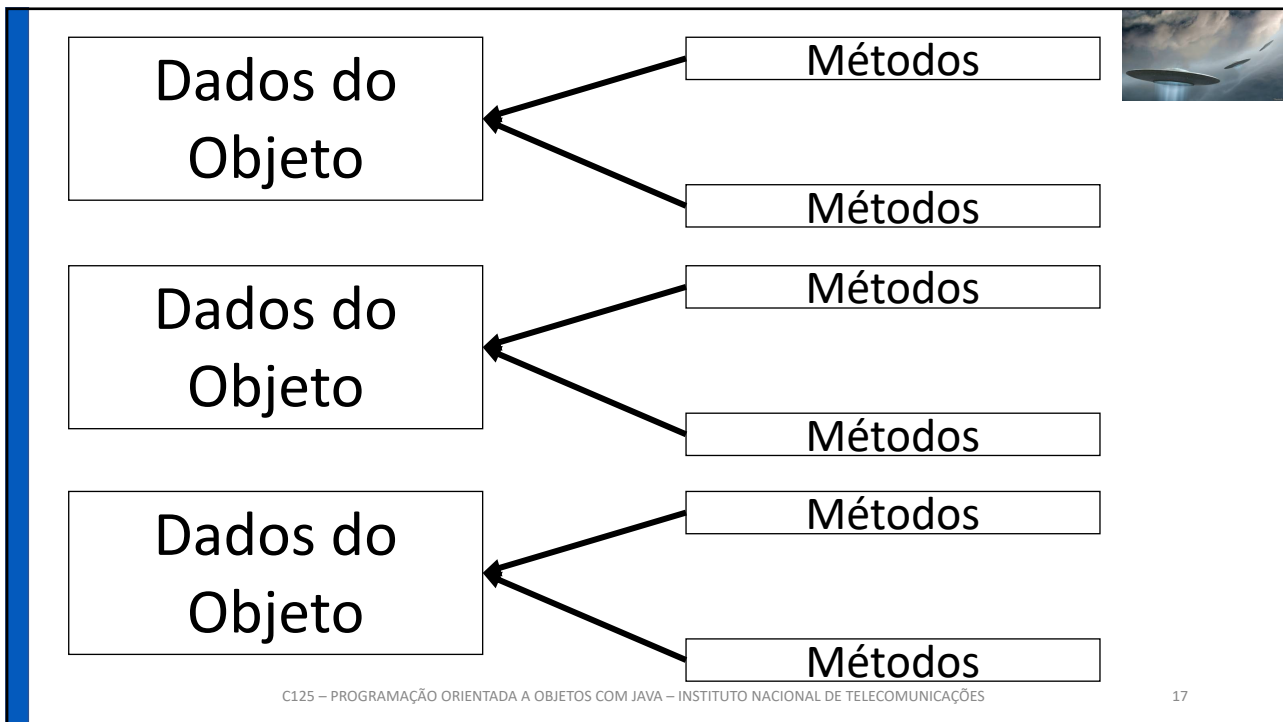 Dados do
Objeto
Métodos
Métodos
Dados do
Objeto
Métodos
Métodos
Dados do
Objeto
Métodos
Métodos
C125 – PROGRAMAÇÃO ORIENTADA A OBJETOS COM JAVA – INSTITUTO NACIONAL DE TELECOMUNICAÇÕES
17